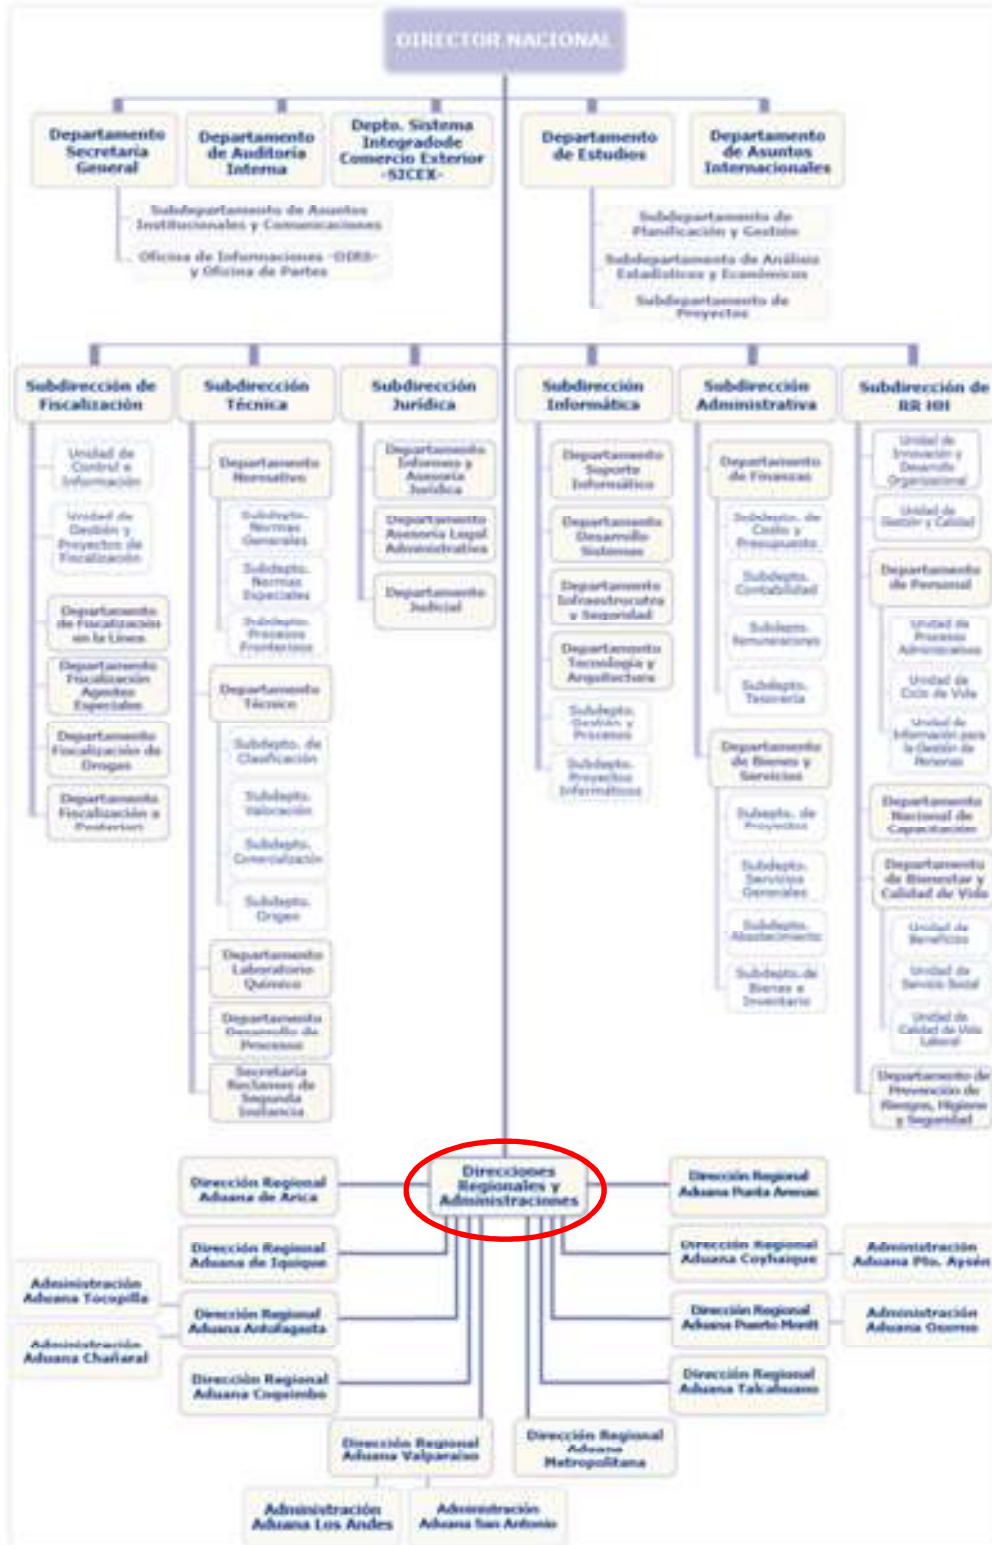 DIRECTOR NACIONAL
Departamento
Secretaría
General
Departamento
de Auditoría
Interna
Depto. Sistema
Integradode
Comercio Exterior
-SICEX-
Departamento
de Estudios
Departamento
de Asuntos
Internacionales
Subdepartamento de Asuntos
Institucionales y Comunicaciones
Oficina de Informaciones -OIRS-
y Oficina de Partes
Subdepartamento de
Planificación y Gestión
Subdepartamento de Análisis
Estadísticos y Económicos
Subdepartamento de
Proyectos
Subdirección de
Fiscalización
Subdirección
Técnica
Subdirección
Jurídica
Subdirección
Informática
Subdirección
Administrativa
Subdirección de
RR HH
Unidad de
Control e
Información
Unidad de
Gestión y
Proyectos de
Fiscalización
Departamento
de Fiscalización
en la Línea
Departamento
Fiscalización
Agentes
Especiales
Departamento
Fiscalización de
Drogas
Departamento
Fiscalización a
Posteriori
Departamento
Normativo
Subdepto.
Normas
Generales
Subdepto.
Normas
Especiales
Subdepto.
Procesos
Fronterizos
Departamento
Técnico
Subdepto. de
Clasificación
Subdepto.
Valoración
Subdepto.
Comercialización
Subdepto.
Origen
Departamento
Laboratorio
Químico
Departamento
Desarrollo de
Procesos
Secretaría
Reclamos de
Segunda
Instancia
Departamento
Informes y
Asesoría
Jurídica
Departamento
Asesoría Legal
Administrativa
Departamento
Judicial
Departamento
Soporte
Informático
Departamento
Desarrollo
Sistemas
Departamento
Infraestrocutra
y Seguridad
Departamento
Tecnología y
Arquitectura
Subdepto.
Gestión y
Procesos
Subdepto.
Proyectos
Informáticos
Departamento
de Finanzas
Subdepto. de
Costo y
Presupuesto
Subdepto.
Contabilidad
Subdepto.
Remuneraciones
Subdepto.
Tesorería
Departamento
de Bienes y
Servicios
Subepto. de
Proyectos
Subdepto.
Servicios
Generales
Subdepto.
Abastecimiento
Subdepto.de
Bienes e
Inventario
Unidad de
Innovación y
Desarrollo
Organizacional
Unidad de
Gestión y Calidad
Departamento
de Personal
Unidad de
Procesos
Administrativos
Unidad de
Ciclo de Vida
Unidad de
Información para
la Gestión de
Personas
Departamento
Nacional de
Capacitación
Departamento
de Bienestar y
Calidad de Vida
Unidad de
Beneficios
Unidad de
Servicio Social
Unidad de
Calidad de Vida
Laboral
Departamento de
Prevención de
Riesgos, Higiene
y Seguridad
Direcciones
Regionales y
Administraciones
Dirección Regional
Aduana de Arica
Dirección Regional
Aduana Punta Arenas
Dirección Regional
Aduana de Iquique
Dirección Regional
Aduana Coyhaique
Administración
Aduana Pto. Aysén
Administración
Aduana Tocopilla
Dirección Regional
Aduana Antofagasta
Administración
Aduana Chañaral
Dirección Regional
Aduana Puerto Montt
Administración
Aduana Osorno
Dirección Regional
Aduana Coquimbo
Dirección Regional
Aduana Talcahuano
Dirección Regional
Aduana Valparaíso
Dirección Regional
Aduana
Metropolitana
Administración
Aduana Los Andes
Administración
Aduana San Antonio